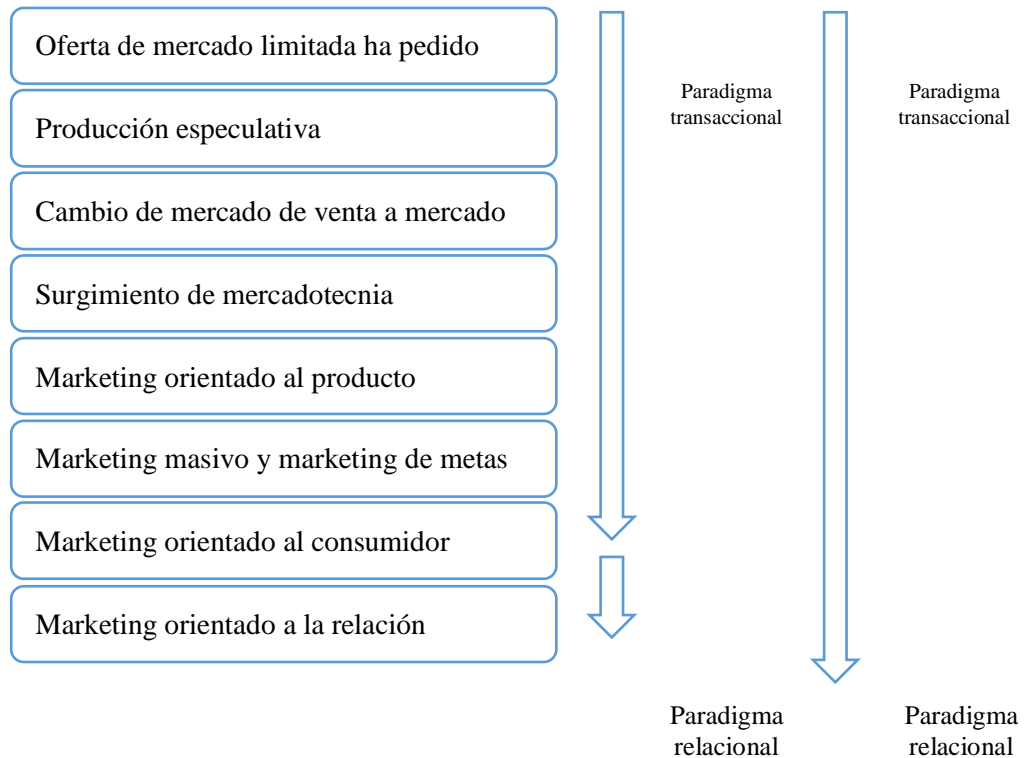 Oferta de mercado limitada ha pedido
Producción especulativa
Cambio de mercado de venta a mercado
Surgimiento de mercadotecnia
Marketing orientado al producto
Marketing masivo y marketing de metas
Marketing orientado al consumidor
Marketing orientado a la relación
Paradigma
transaccional
Paradigma
transaccional
Paradigma
relacional
Paradigma
relacional